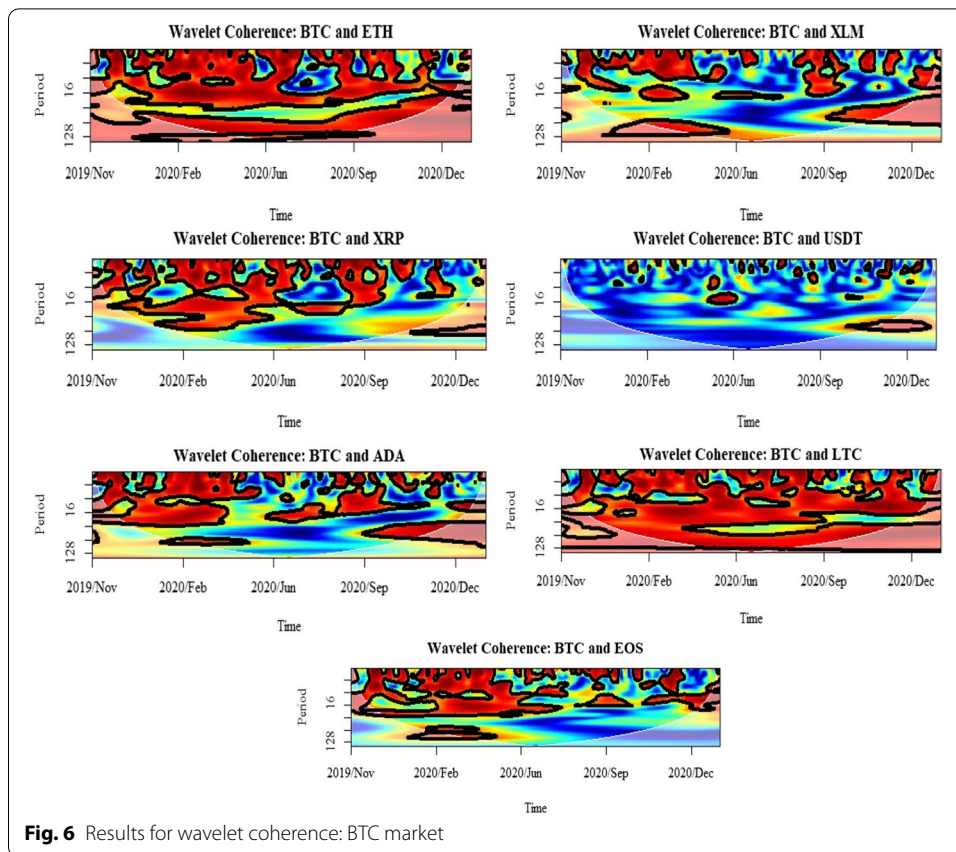 Wavelet Coherence: BTC and ETH
Period
16
128
2019/Nov 2020/Feb 2020/Jun 2020/Sep 2020/Dec
Time
Wavelet Coherence: BTC and XLM
Period
16
128
2019/Nov 2020/Feb 2020/Jun 2020/Sep 2020/Dec
Time
Wavelet Coherence: BTC and XRP
Period
16
128
2019/Nov 2020/Feb 2020/Jun 2020/Sep 2020/Dec
Time
Wavelet Coherence: BTC and USDT
Period
16
128
2019/Nov 2020/Feb 2020/Jun 2020/Sep 2020/Dec
Time
Wavelet Coherence: BTC and ADA
Period
16
128
2019/Nov 2020/Feb 2020/Jun 2020/Sep 2020/Dec
Time
Wavelet Coherence: BTC and LTC
Period
16
128
2019/Nov 2020/Feb 2020/Jun 2020/Sep 2020/Dec
Time
Wavelet Coherence: BTC and EOS
Period
16
128
2019/Nov 2020/Feb 2020/Jun 2020/Sep 2020/Dec
Time
Fig. 6 Results for wavelet coherence: BTC market